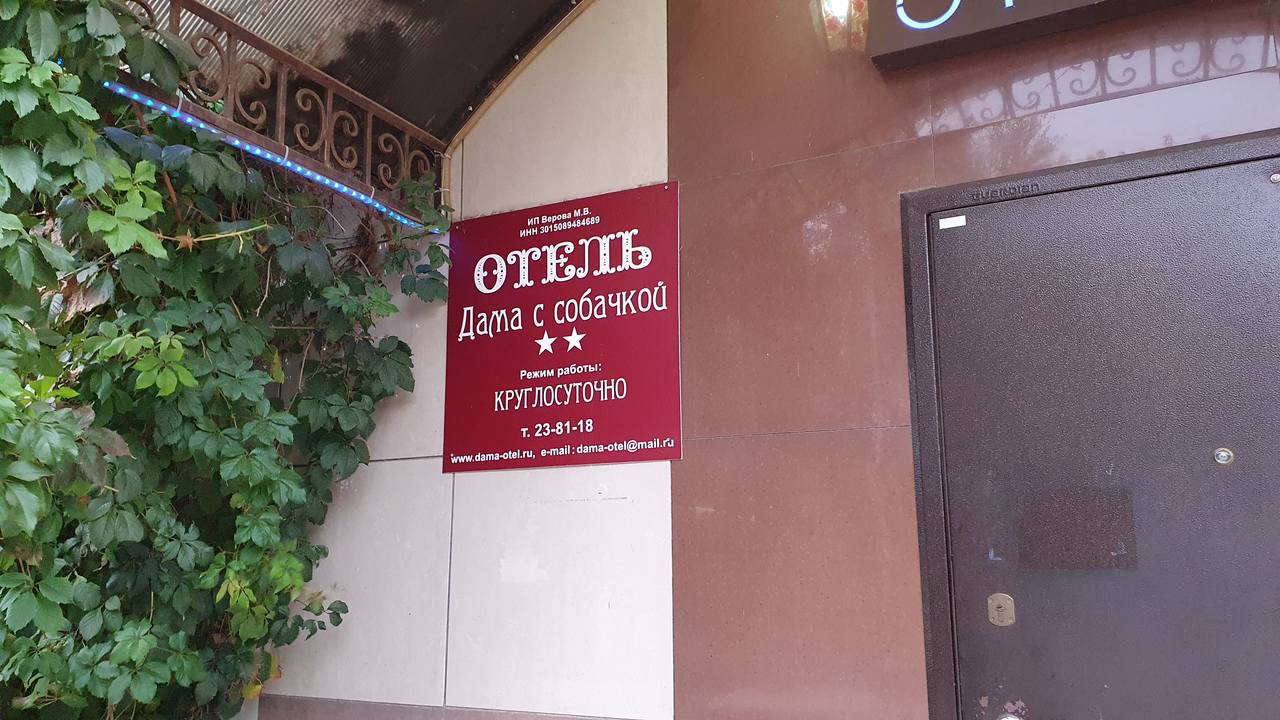 ИП Верова М.В.
ИНН 3015089484689
ОТЕЛЬ
Дама с собачкой
Режим работы:
КРУГЛОСУТОЧНО
т. 23-81-18
www.dama-otel.ru, e-mail: dama-otel@mail.ru